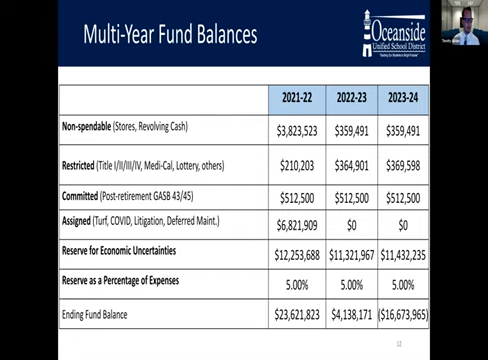 Multi-Year Fund Balances
Oceanside
Unified School District
2021-22 2022-23 2023-24
Non-spendable (Stores, Revolving Cash) $3,823,523 $359,491 $359,491
Restricted (Title I/II/III/IV, Medi-Cal, Lottery, others) $210,203 $364,901 $369,598
Committed (Post-retirement GASB 43/45) $512,500 $512,500 $512,500
Assigned (Turf, COVID, Litigation, Deferred Maint.) $6,821,909 $0 $0
Reserve for Economic Uncertainties $12,253,688 $11,321,967 $11,432,235
Reserve as a Percentage of Expenses 5.00% 5.00% 5.00%
Ending Fund Balance $23,621,823 $4,138,171 ($16,673,965)
12